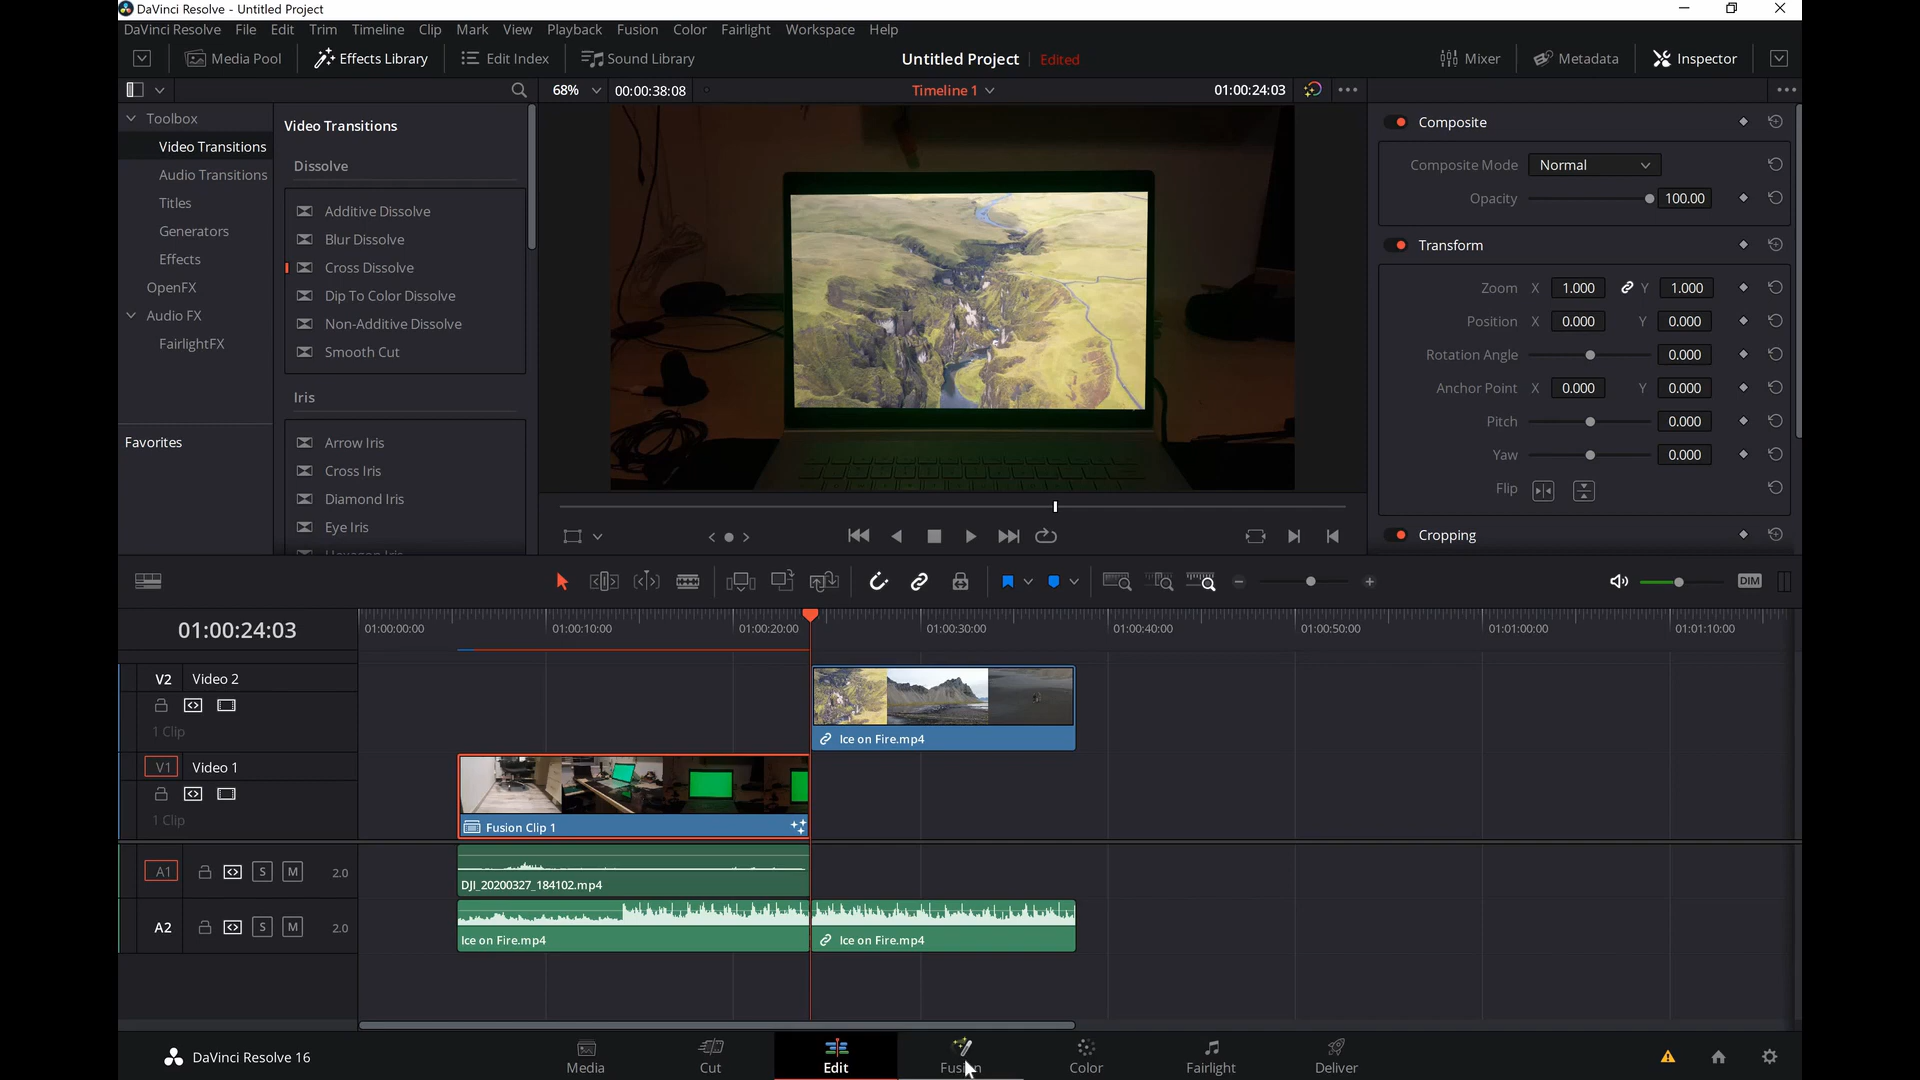 DaVinci Resolve - Untitled Project
DaVinci Resolve File Edit Trim Timeline Clip Mark View Playback Fusion Color Fairlight Workspace Help
Media Pool Effects Library Edit Index Sound Library Untitled Project Edited Mixer Metadata Inspector
68% 00:00:38:08 Timeline 1 01:00:24:03
Toolbox
Video Transitions
Audio Transitions
Titles
Generators
Effects
OpenFX
Audio FX
FairlightFX
Favorites
Video Transitions
Dissolve
Additive Dissolve
Blur Dissolve
Cross Dissolve
Dip To Color Dissolve
Non-Additive Dissolve
Smooth Cut
Iris
Arrow Iris
Cross Iris
Diamond Iris
Eye Iris
Composite
Composite Mode Normal
Opacity 100.00
Transform
Zoom X 1.000 Y 1.000
Position X 0.000 Y 0.000
Rotation Angle 0.000
Anchor Point X 0.000 Y 0.000
Pitch 0.000
Yaw 0.000
Flip
Cropping
DIM
01:00:24:03
01:00:00:00 01:00:10:00 01:00:20:00 01:00:30:00 01:00:40:00 01:00:50:00 01:01:00:00 01:01:10:00
V2 Video 2
1 Clip
Ice on Fire.mp4
V1 Video 1
1 Clip
Fusion Clip 1
A1 S M 2.0
DJI_20200327_184102.mp4
A2 S M 2.0
Ice on Fire.mp4 Ice on Fire.mp4
DaVinci Resolve 16
Media Cut Edit Fusion Color Fairlight Deliver